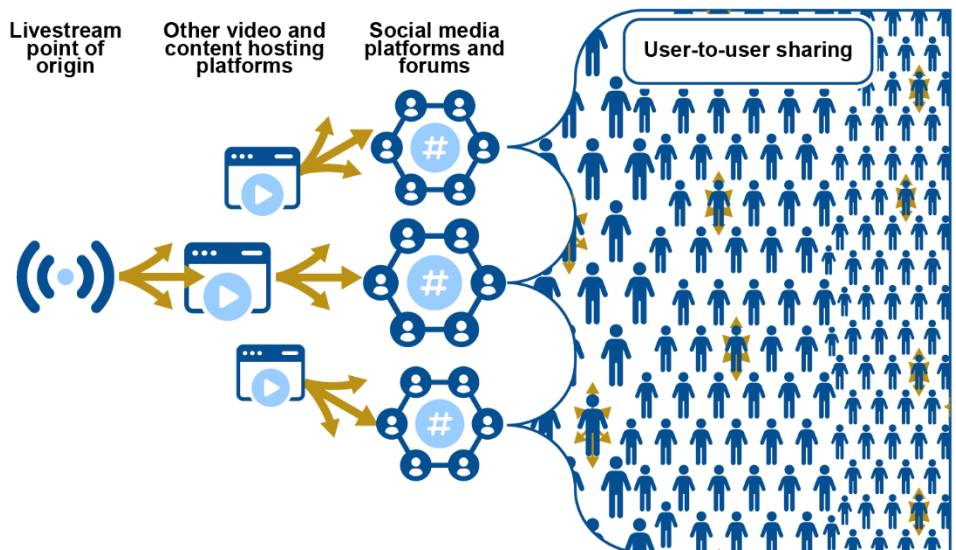 Livestream
point of
origin
Other video and
content hosting
platforms
Social media
platforms and
forums
User-to-user sharing
#
#
#